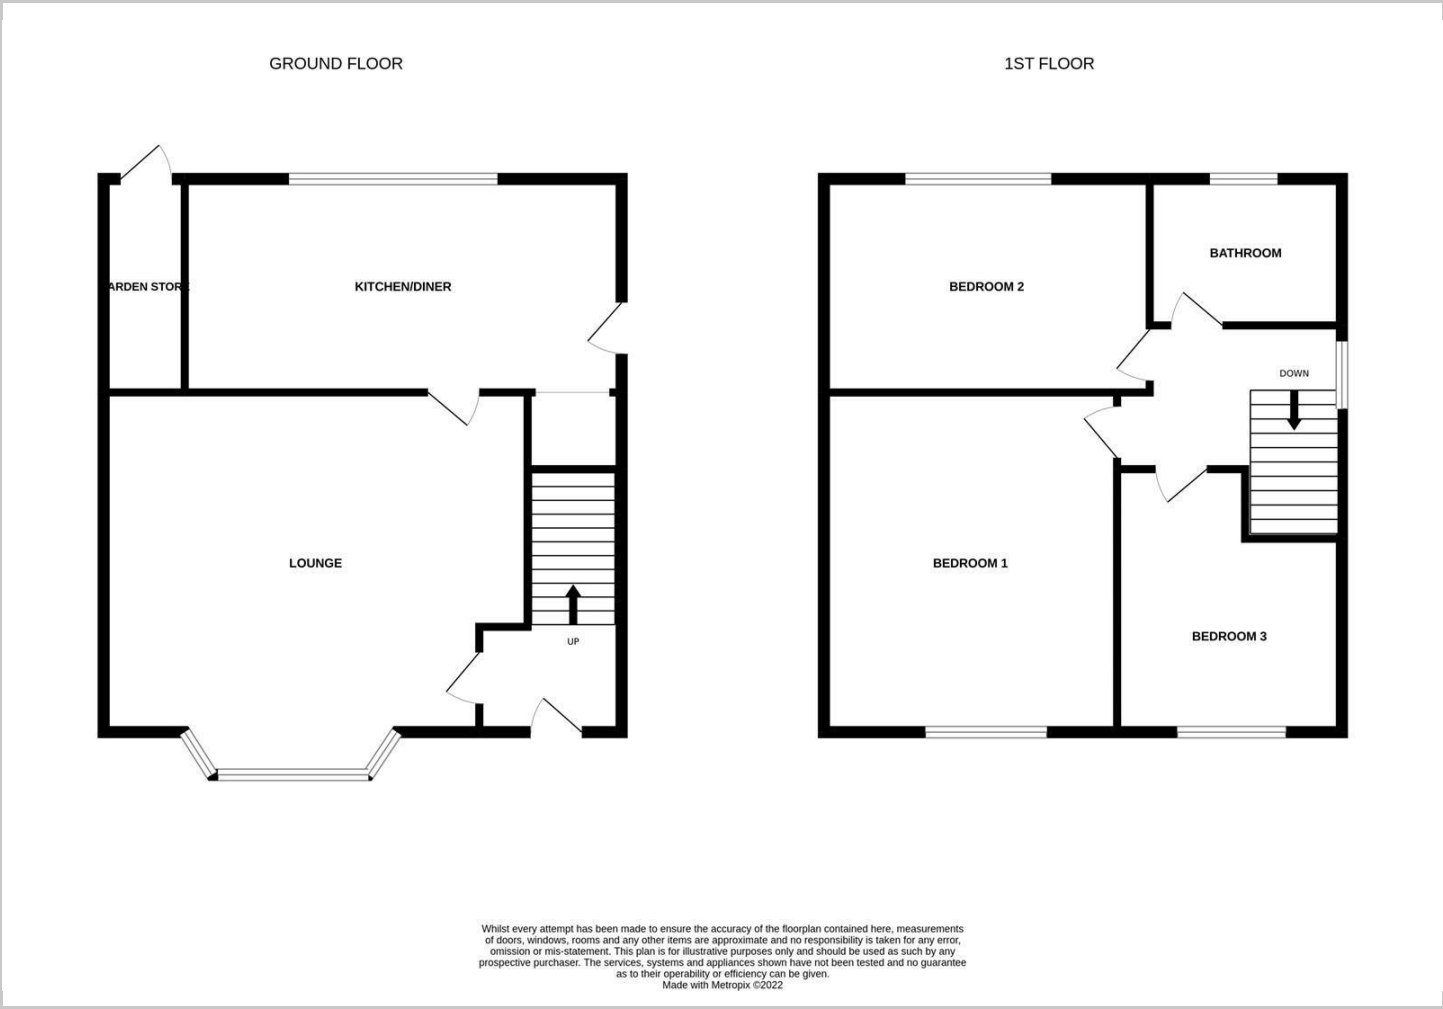 GROUND FLOOR
1ST FLOOR
ARDEN STORE
KITCHEN/DINER
BEDROOM 2
BATHROOM
DOWN
LOUNGE
BEDROOM 1
UP
BEDROOM 3
Whilst every attempt has been made to ensure the accuracy of the floorplan contained here, measurements
of doors, windows, rooms and any other items are approximate and no responsibility is taken for any error,
omission or mis-statement. This plan is for illustrative purposes only and should be used as such by any
prospective purchaser. The services, systems and appliances shown have not been tested and no guarantee
as to their operability or efficiency can be given.
Made with Metropix ©2022